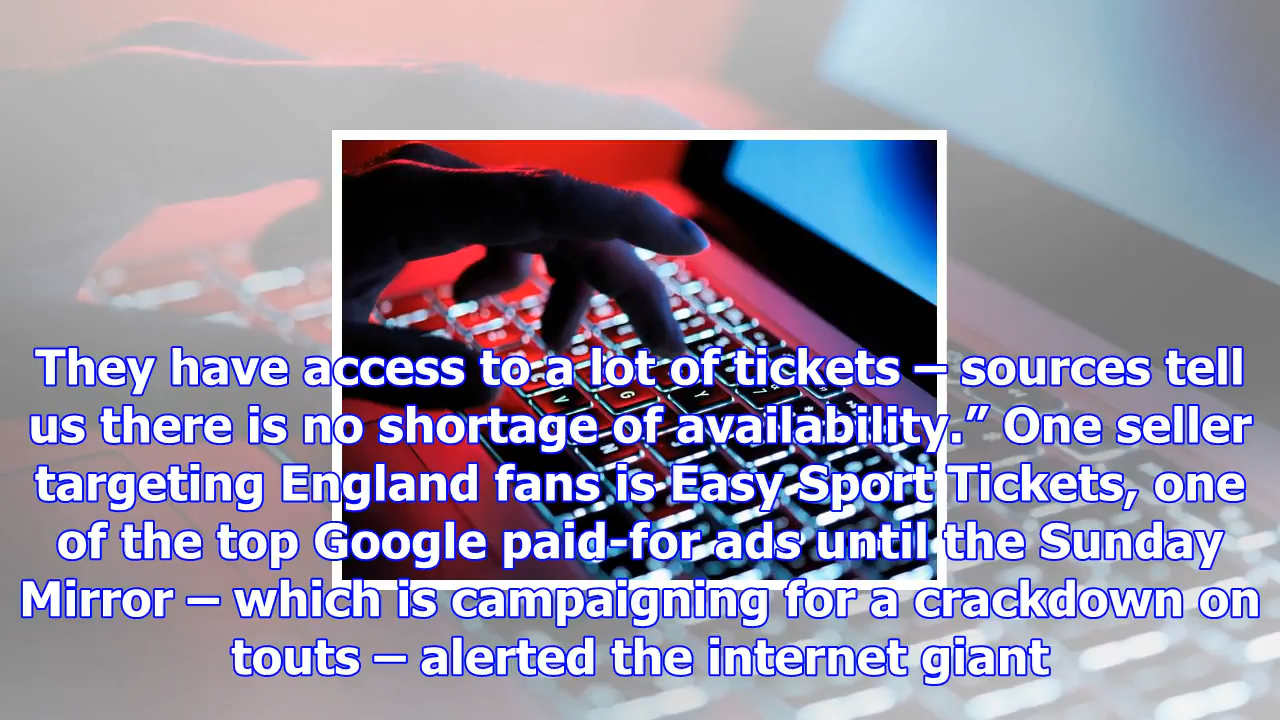 They have access to a lot of tickets – sources tell
us there is no shortage of availability.” One seller
targeting England fans is Easy Sport Tickets, one
of the top Google paid-for ads until the Sunday
Mirror – which is campaigning for a crackdown on
touts – alerted the internet giant